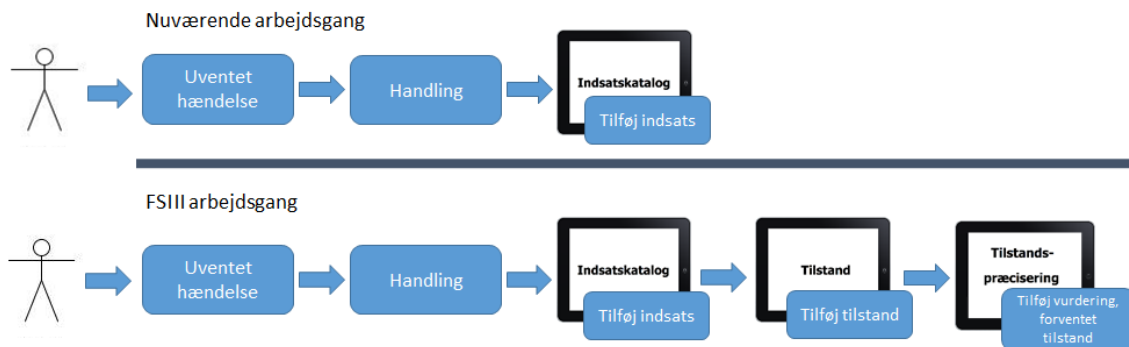 Nuværende arbejdsgang
Uventet
hændelse
Handling
Indsatskatalog
Tilføj indsats
FSIII arbejdsgang
Uventet
hændelse
Handling
Indsatskatalog
Tilføj indsats
Tilstand
Tilføj tilstand
Tilstands-
præcisering
Tilføj vurdering,
forventet
tilstand